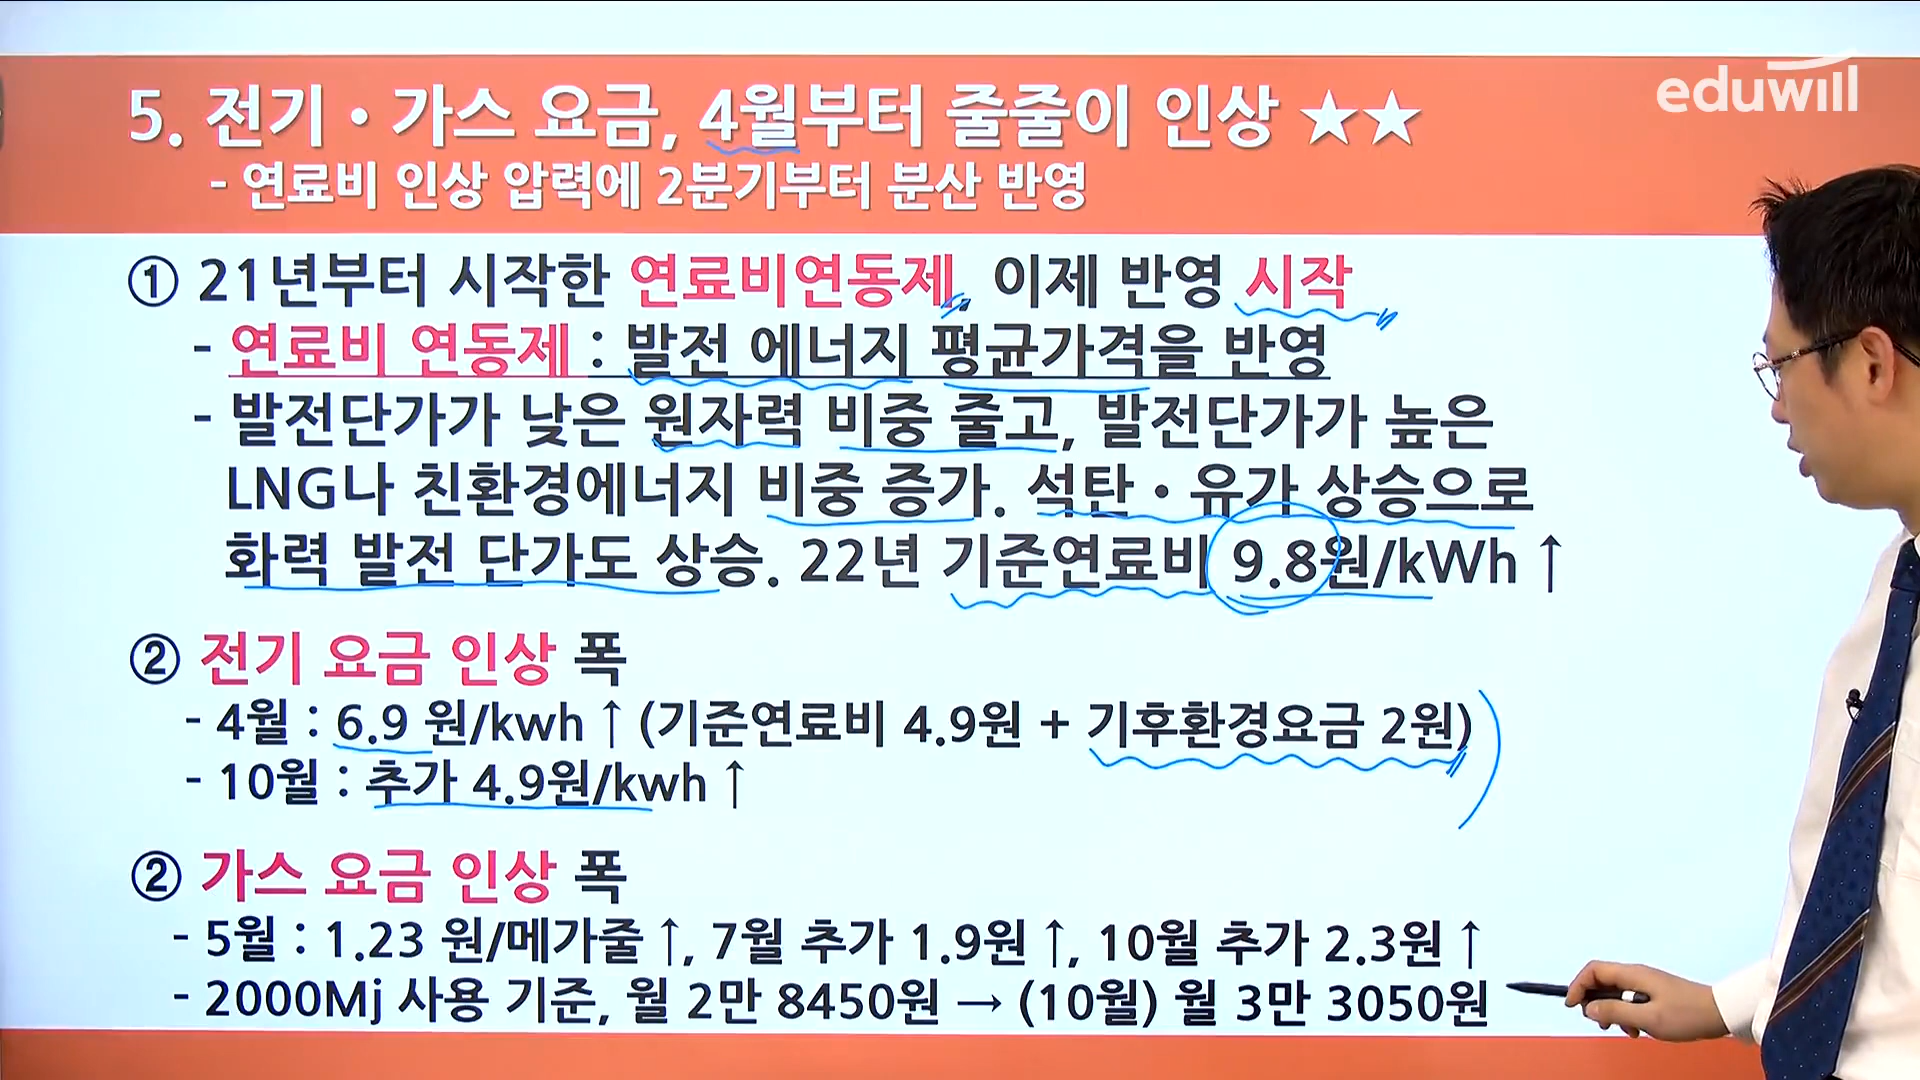 eduwill
5. 전기·가스 요금, 4월부터 줄줄이 인상 ★★
- 연료비 인상 압력에 2분기부터 분산 반영
① 21년부터 시작한 연료비연동제, 이제 반영 시작
- 연료비 연동제 : 발전 에너지 평균가격을 반영
- 발전단가가 낮은 원자력 비중 줄고, 발전단가가 높은
LNG나 친환경에너지 비중 증가. 석탄·유가 상승으로
화력 발전 단가도 상승. 22년 기준연료비 9.8원/kWh ↑
② 전기 요금 인상 폭
- 4월 : 6.9 원/kwh ↑ (기준연료비 4.9원 + 기후환경요금 2원)
- 10월 : 추가 4.9원/kwh ↑
② 가스 요금 인상 폭
- 5월 : 1.23 원/메가줄 ↑, 7월 추가 1.9원 ↑, 10월 추가 2.3원 ↑
- 2000Mj 사용 기준, 월 2만 8450원 → (10월) 월 3만 3050원